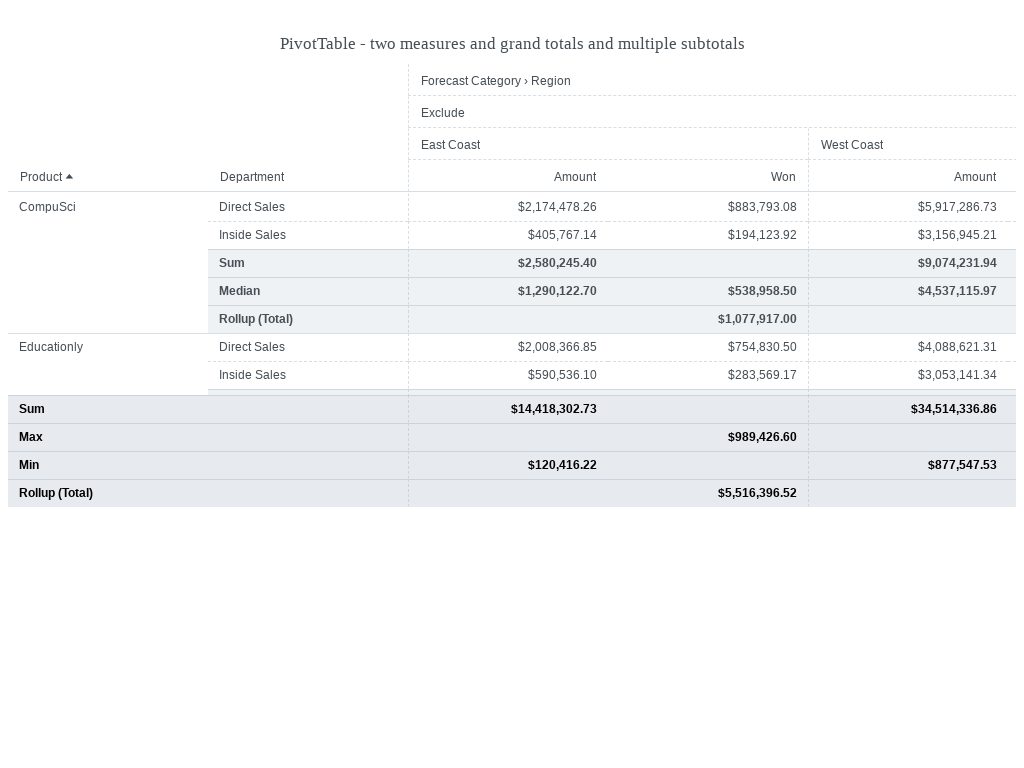 PivotTable - two measures and grand totals and multiple subtotals
Forecast Category › Region
Exclude
East Coast West Coast
Product Department Amount Won Amount
CompuSci Direct Sales $2,174,478.26 $883,793.08 $5,917,286.73
Inside Sales $405,767.14 $194,123.92 $3,156,945.21
Sum $2,580,245.40 $9,074,231.94
Median $1,290,122.70 $538,958.50 $4,537,115.97
Rollup (Total) $1,077,917.00
Educationly Direct Sales $2,008,366.85 $754,830.50 $4,088,621.31
Inside Sales $590,536.10 $283,569.17 $3,053,141.34
Sum $14,418,302.73 $34,514,336.86
Max $989,426.60
Min $120,416.22 $877,547.53
Rollup (Total) $5,516,396.52